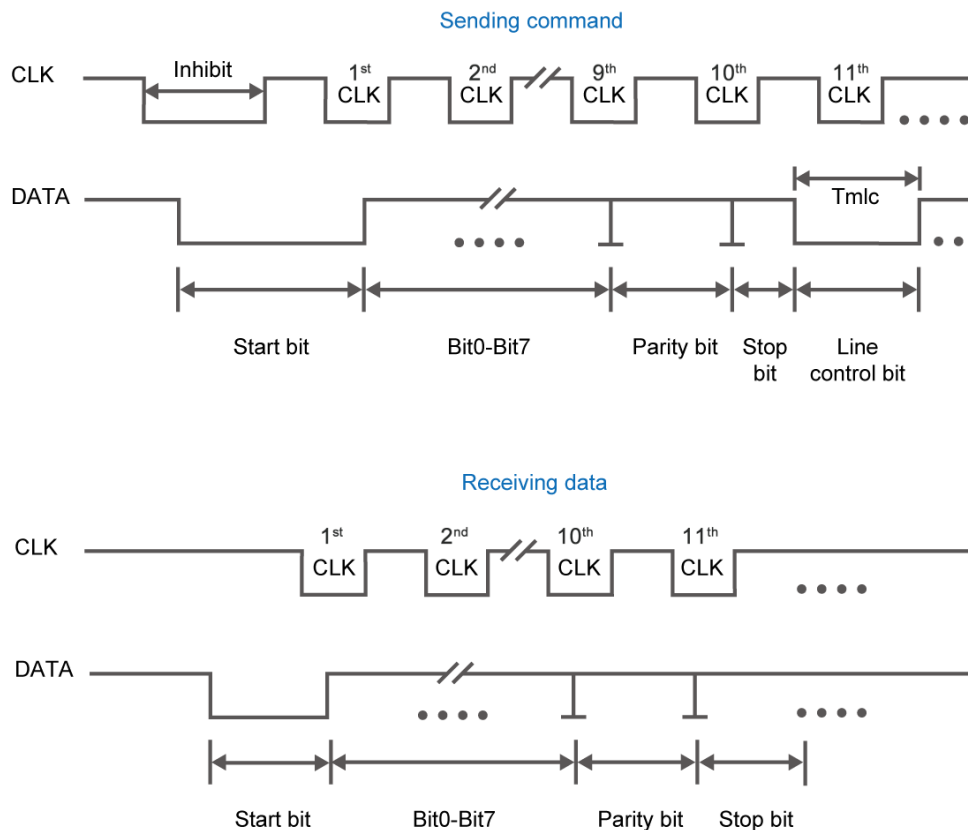 Sending command
CLK
Inhibit
1st CLK
2nd CLK
9th CLK
10th CLK
11th CLK
DATA
Tmlc
Start bit
Bit0-Bit7
Parity bit
Stop bit
Line control bit
Receiving data
CLK
1st CLK
2nd CLK
10th CLK
11th CLK
DATA
Start bit
Bit0-Bit7
Parity bit
Stop bit